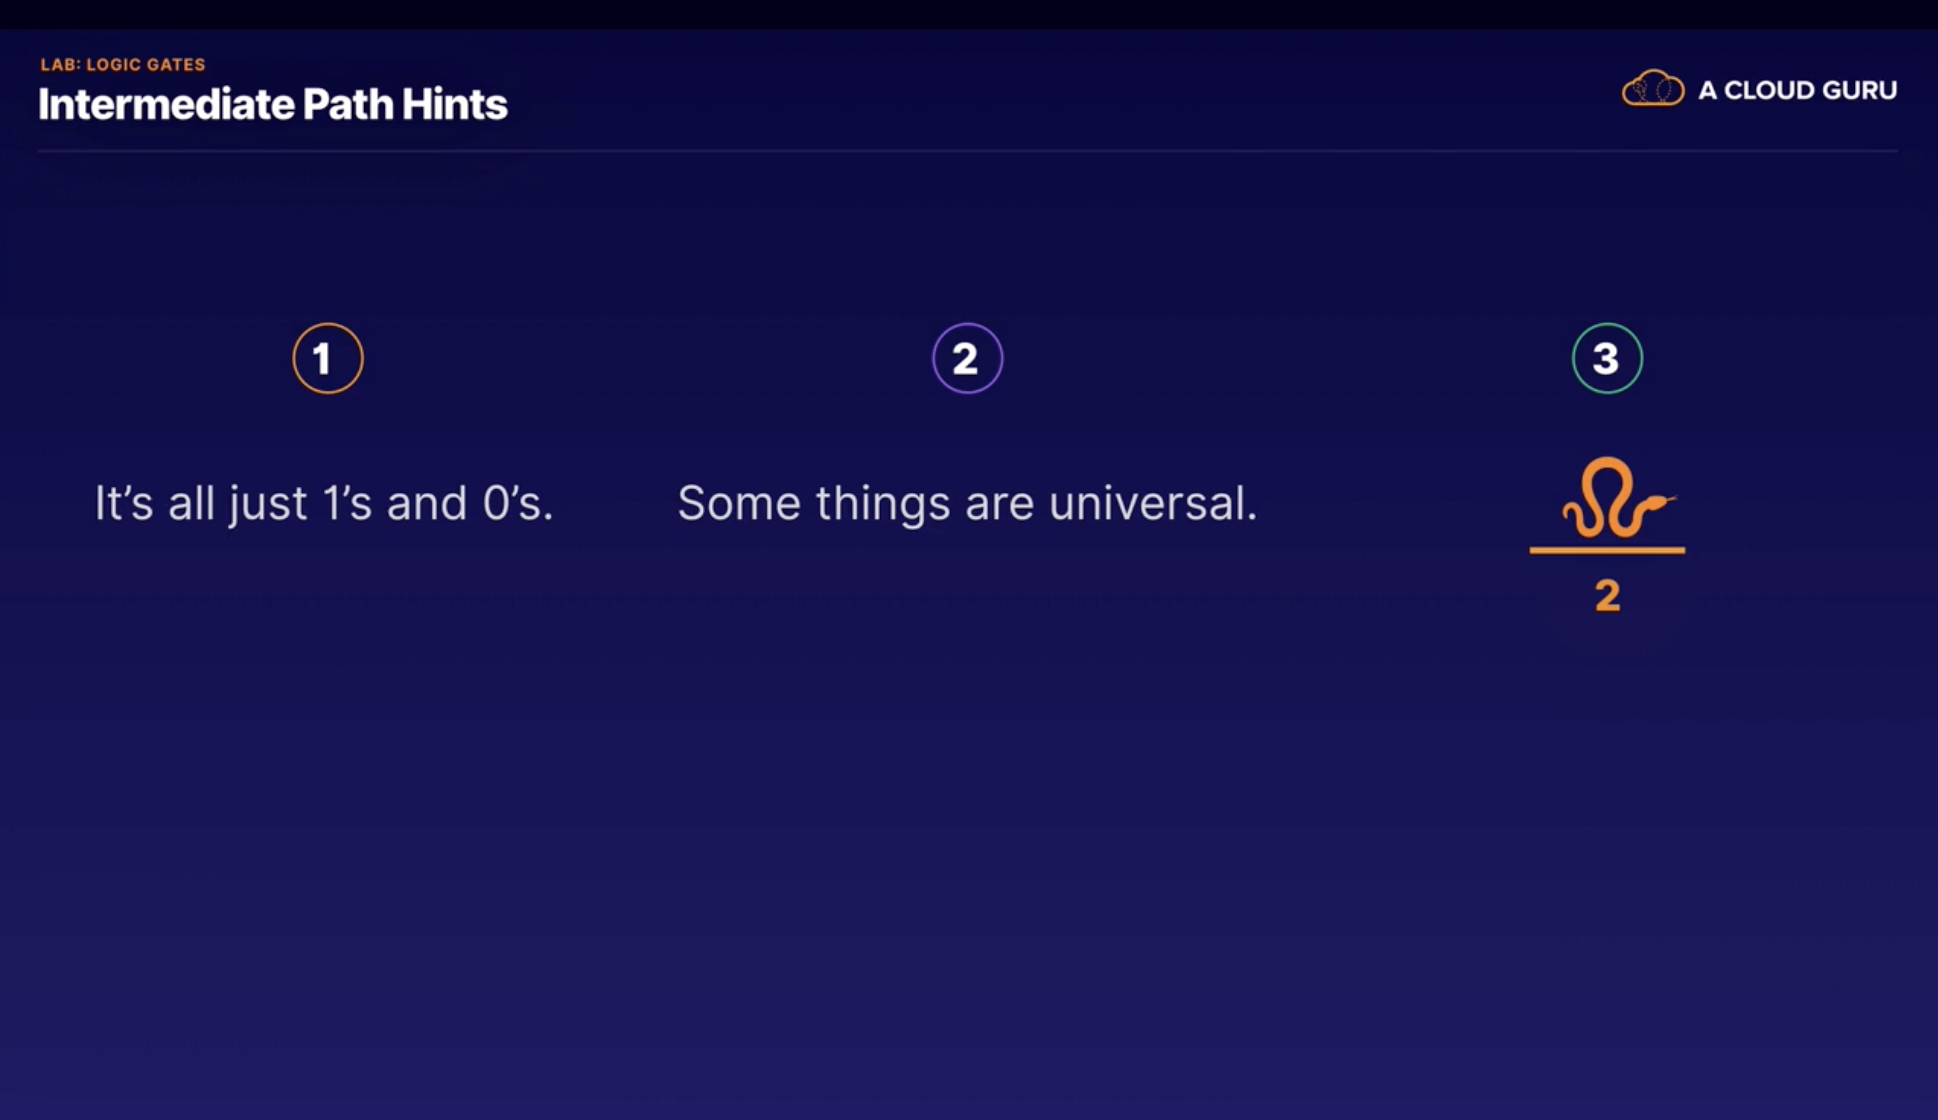 LAB: LOGIC GATES
Intermediate Path Hints
A CLOUD GURU
1
2
3
It’s all just 1’s and 0’s.
Some things are universal.
2